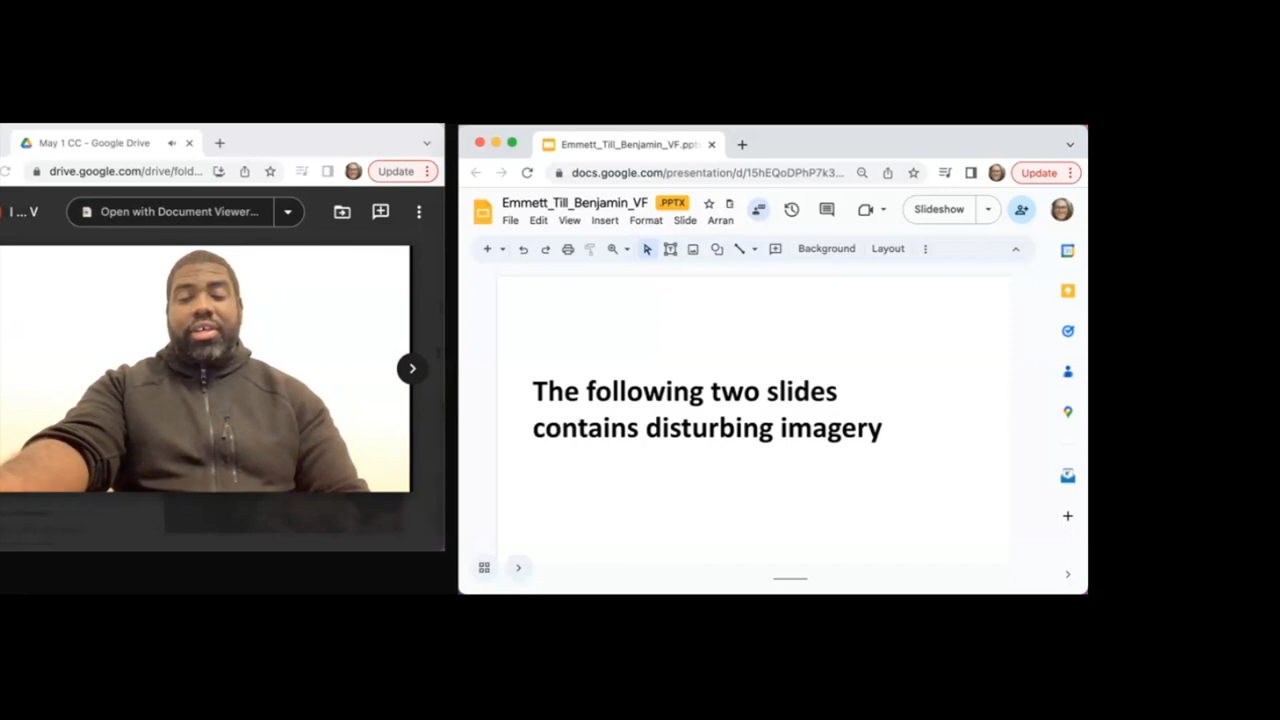 May 1 CC - Google Drive
drive.google.com/drive/fold...
Update
I ... V
Open with Document Viewer...
Emmett_Till_Benjamin_VF.ppt
docs.google.com/presentation/d/15hEQoDPhP7k3...
Update
Emmett_Till_Benjamin_VF
.PPTX
File Edit View Insert Format Slide Arran
Slideshow
Background Layout
The following two slides
contains disturbing imagery